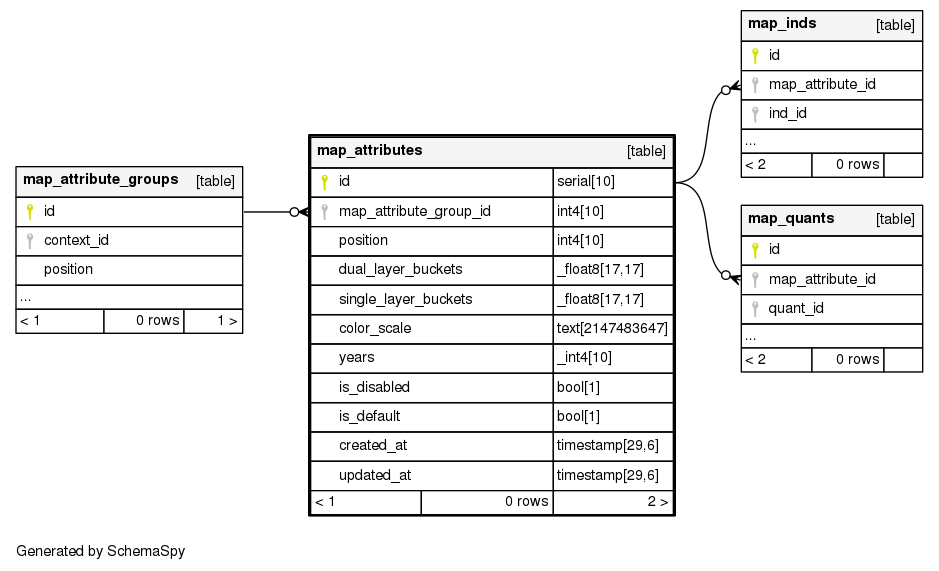 map_inds [table]
id
map_attribute_id
ind_id
...
< 2 0 rows
map_attributes [table]
id serial[10]
map_attribute_group_id int4[10]
position int4[10]
dual_layer_buckets _float8[17,17]
single_layer_buckets _float8[17,17]
color_scale text[2147483647]
years _int4[10]
is_disabled bool[1]
is_default bool[1]
created_at timestamp[29,6]
updated_at timestamp[29,6]
< 1 0 rows 2 >
map_attribute_groups [table]
id
context_id
position
...
< 1 0 rows 1 >
map_quants [table]
id
map_attribute_id
quant_id
...
< 2 0 rows
Generated by SchemaSpy